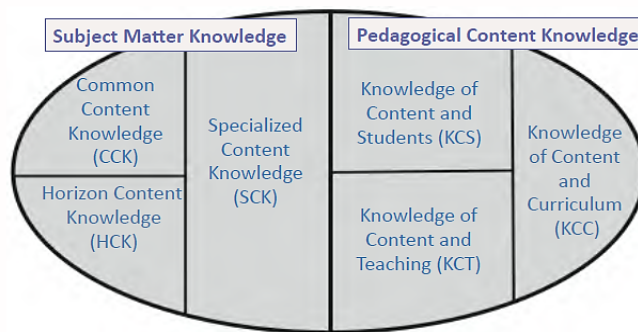 Subject Matter Knowledge
Pedagogical Content Knowledge
Common
Content
Knowledge
(CCK)
Horizon Content
Knowledge
(HCK)
Specialized
Content
Knowledge
(SCK)
Knowledge of
Content and
Students (KCS)
Knowledge of
Content and
Teaching (KCT)
Knowledge
of Content
and
Curriculum
(KCC)